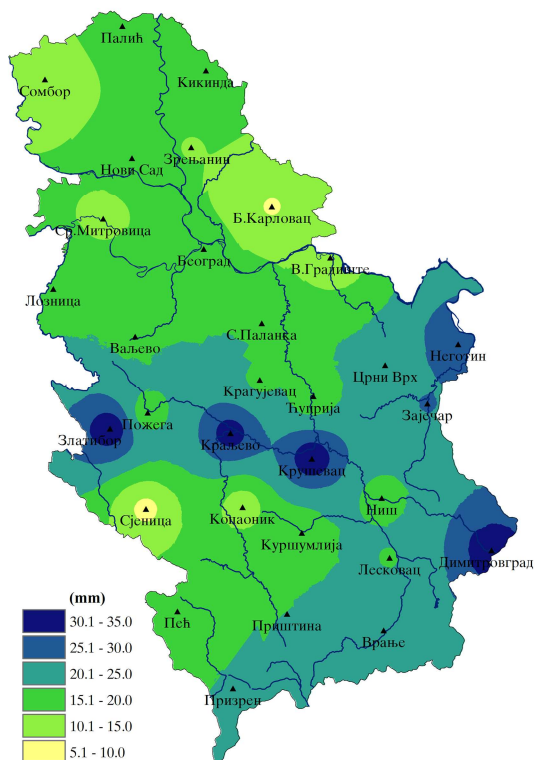 Палић
Кикинда
Сомбор
Зрењанин
Нови Сад
Б.Карловац
Ср.Митровица
Београд
В.Градиште
Лозница
С.Паланка
Ваљево
Неготин
Црни Врх
Крагујевац
Ћуприја
Зајечар
Пожега
Златибор
Краљево
Крушевац
Ниш
Сјеница
Копаоник
Куршумлија
Димитровград
Лесковац
Пећ
Приштина
Врање
Призрен
(mm)
30.1 - 35.0
25.1 - 30.0
20.1 - 25.0
15.1 - 20.0
10.1 - 15.0
5.1 - 10.0